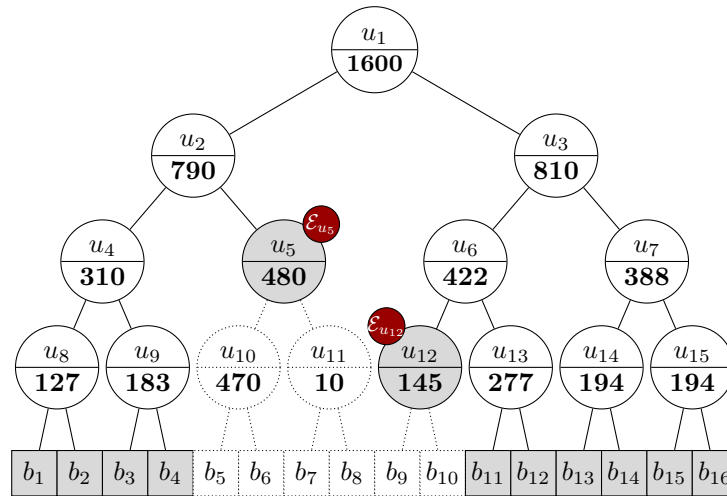 u₁
1600
u₂ u₃
790 810
ℰᵤ₅
u₄ u₅ u₆ u₇
310 480 422 388
ℰᵤ₁₂
u₈ u₉ u₁₀ u₁₁ u₁₂ u₁₃ u₁₄ u₁₅
127 183 470 10 145 277 194 194
b₁ b₂ b₃ b₄ b₅ b₆ b₇ b₈ b₉ b₁₀ b₁₁ b₁₂ b₁₃ b₁₄ b₁₅ b₁₆